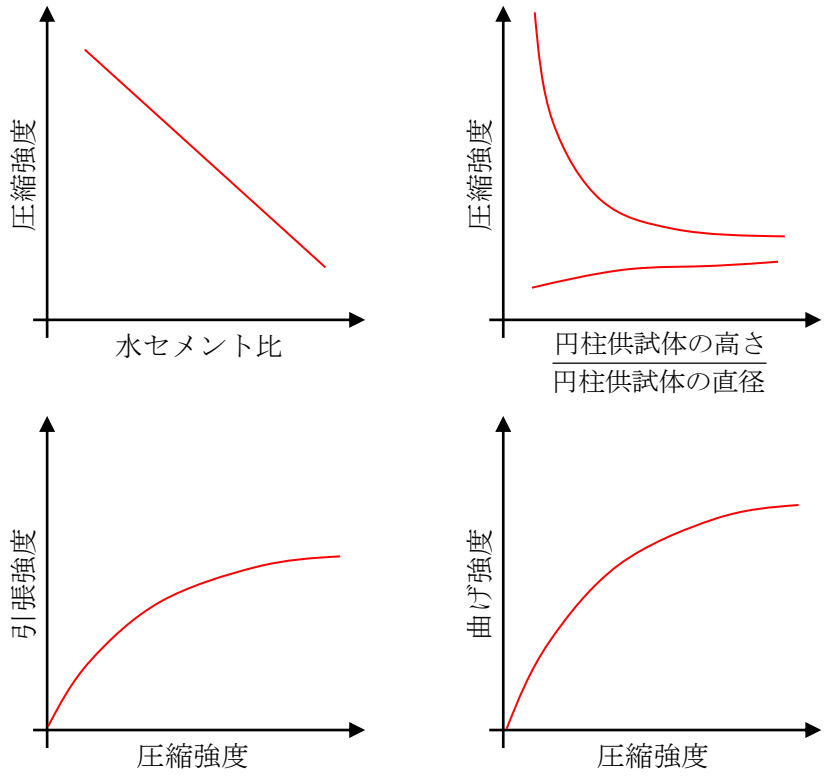 圧縮強度
水セメント比
圧縮強度
円柱供試体の高さ
円柱供試体の直径
引張強度
圧縮強度
曲げ強度
圧縮強度